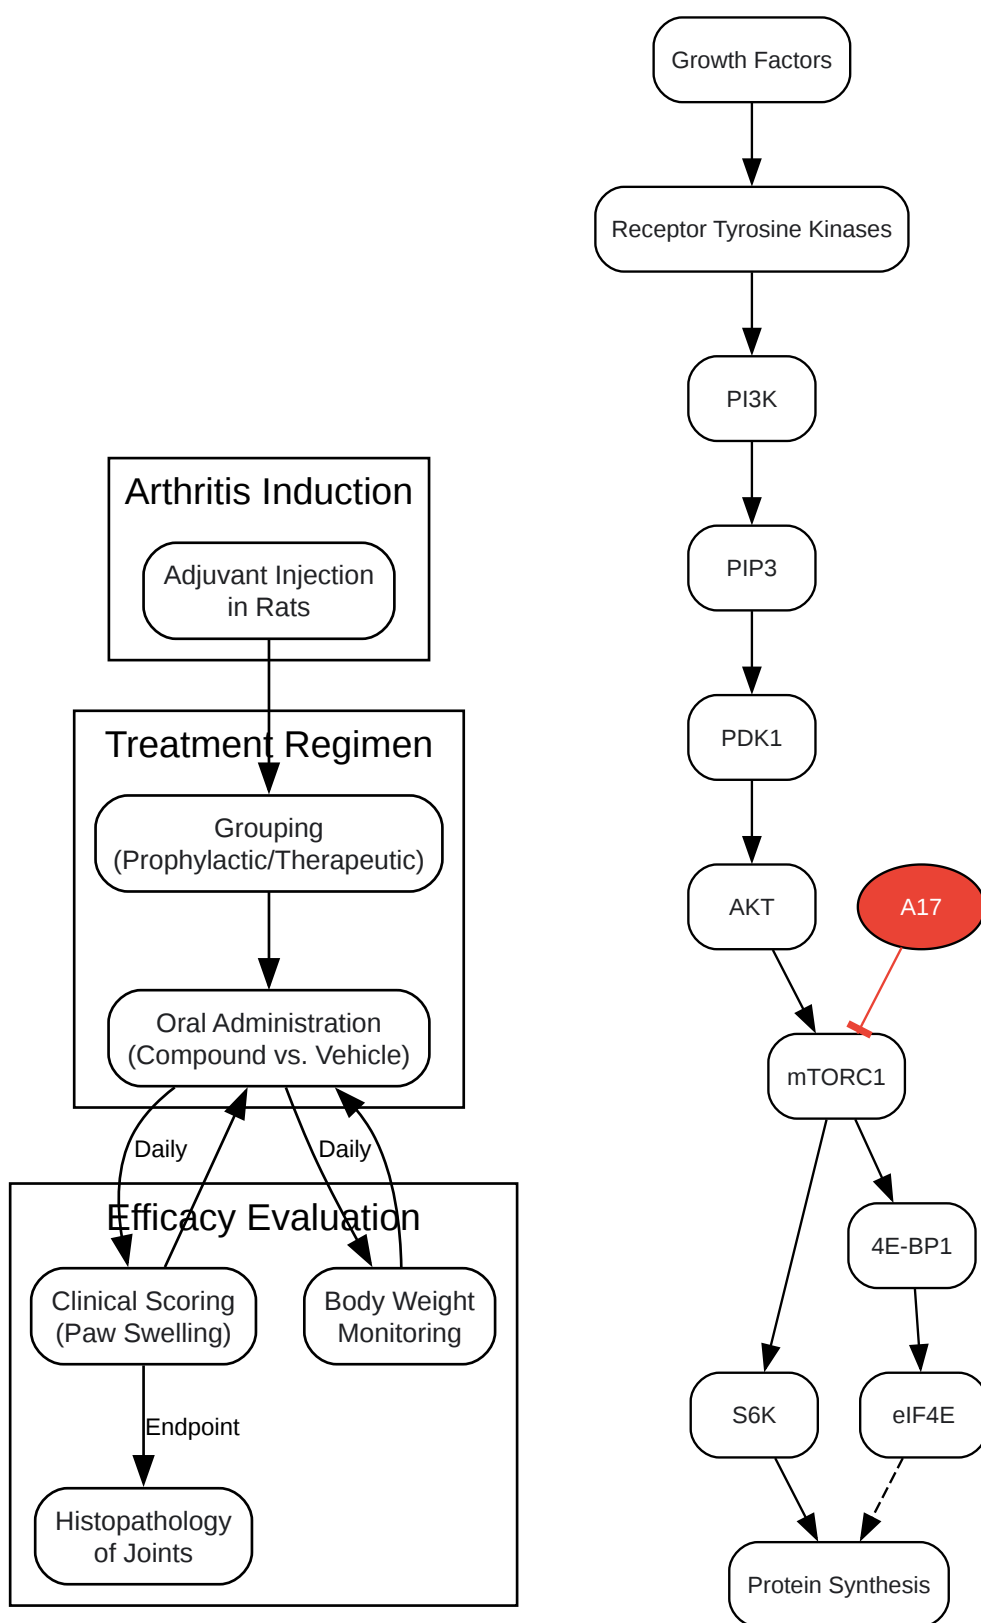 Arthritis Induction
Adjuvant Injection
in Rats
Treatment Regimen
Grouping
(Prophylactic/Therapeutic)
Oral Administration
(Compound vs. Vehicle)
Daily
Daily
Efficacy Evaluation
Clinical Scoring
(Paw Swelling)
Body Weight
Monitoring
Endpoint
Histopathology
of Joints
Growth Factors
Receptor Tyrosine Kinases
PI3K
PIP3
PDK1
AKT
A17
mTORC1
4E-BP1
S6K
eIF4E
Protein Synthesis